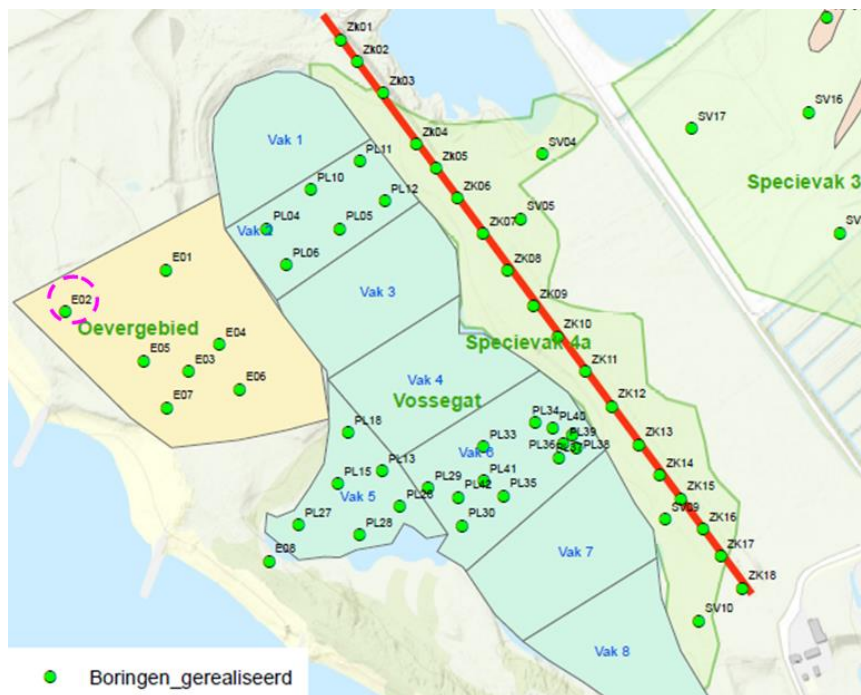 Zk01
Zk02
Zk03
SV16
SV17
Zk04
Vak 1
SV04
PL11
Zk05
PL10
Specievak 3
ZK06
PL12
SV05
PL04
PL05
Vak 2
ZK07
SV
PL06
E01
ZK08
Vak 3
E02
ZK09
Oevergebied
E04
ZK10
Specievak 4a
E05
E03
ZK11
Vak 4
E06
Vossegat
E07
ZK12
PL34
PL40
PL18
PL39
PL33
PL36
PL37
PL38
ZK13
Vak 6
PL15
PL13
ZK14
PL41
PL29
Vak 5
PL42
PL35
ZK15
PL26
SV09
PL27
PL30
ZK16
PL28
Vak 7
ZK17
E08
ZK18
SV10
Vak 8
Boringen_gerealiseerd